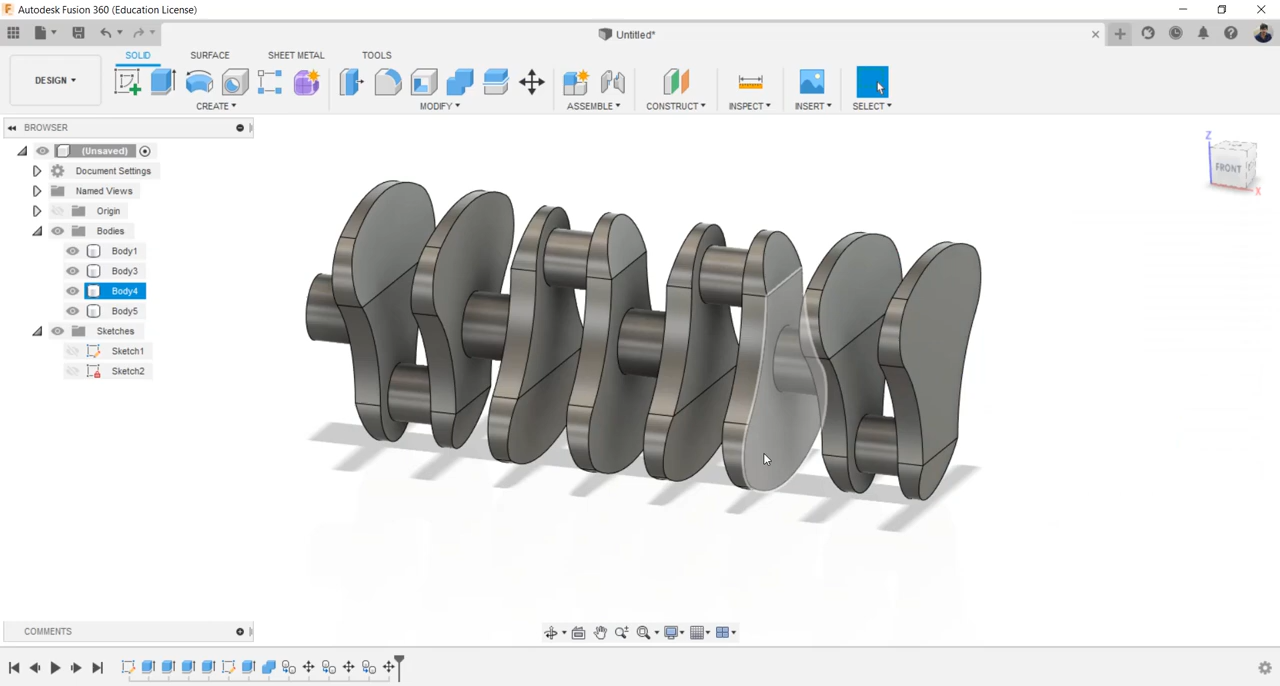 Autodesk Fusion 360 (Education License)
Untitled*
DESIGN
SOLID SURFACE SHEET METAL TOOLS
CREATE MODIFY ASSEMBLE CONSTRUCT INSPECT INSERT SELECT
BROWSER
(Unsaved)
Document Settings
Named Views
Origin
Bodies
Body1
Body3
Body4
Body5
Sketches
Sketch1
Sketch2
Z
FRONT
X
COMMENTS